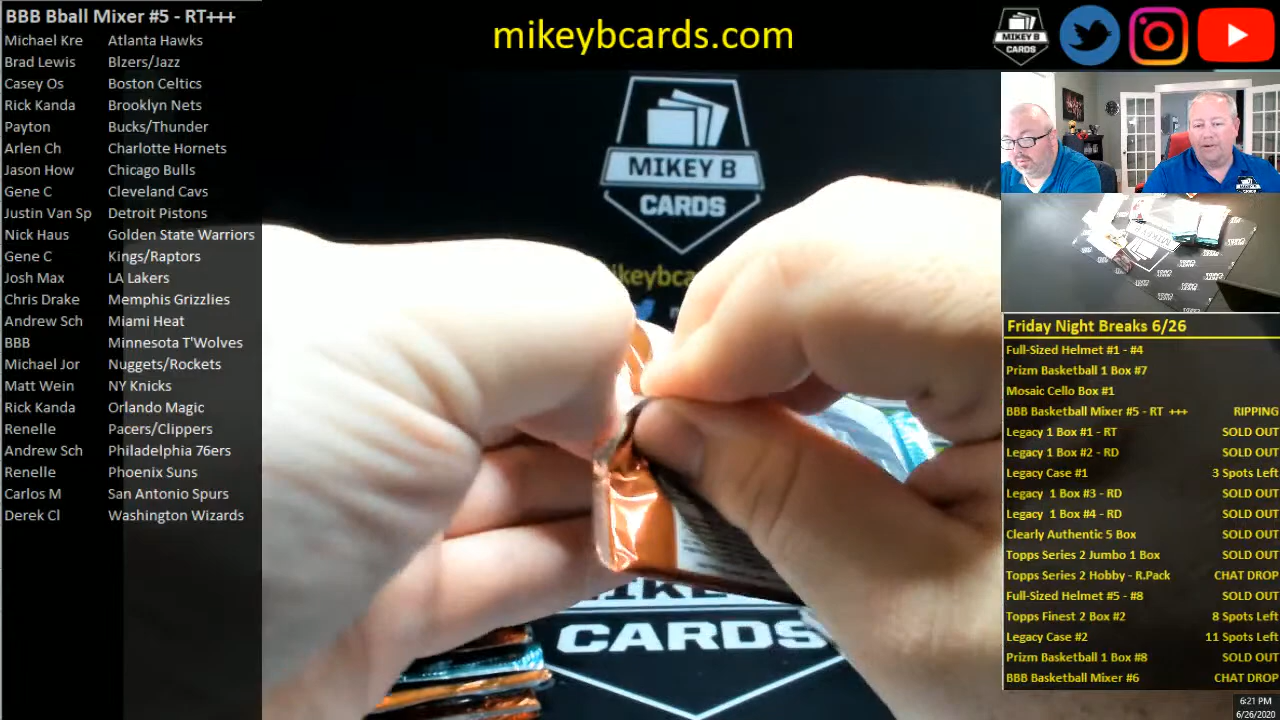 BBB Bball Mixer #5 - RT+++
Michael Kre Atlanta Hawks
Brad Lewis Blzers/Jazz
Casey Os Boston Celtics
Rick Kanda Brooklyn Nets
Payton Bucks/Thunder
Arlen Ch Charlotte Hornets
Jason How Chicago Bulls
Gene C Cleveland Cavs
Justin Van Sp Detroit Pistons
Nick Haus Golden State Warriors
Gene C Kings/Raptors
Josh Max LA Lakers
Chris Drake Memphis Grizzlies
Andrew Sch Miami Heat
BBB Minnesota T'Wolves
Michael Jor Nuggets/Rockets
Matt Wein NY Knicks
Rick Kanda Orlando Magic
Renelle Pacers/Clippers
Andrew Sch Philadelphia 76ers
Renelle Phoenix Suns
Carlos M San Antonio Spurs
Derek Cl Washington Wizards
mikeybcards.com
MIKEY B
CARDS
MIKEY B
CARDS
CARDS
Friday Night Breaks 6/26
Full-Sized Helmet #1 - #4
Prizm Basketball 1 Box #7
Mosaic Cello Box #1
BBB Basketball Mixer #5 - RT +++ RIPPING
Legacy 1 Box #1 - RT SOLD OUT
Legacy 1 Box #2 - RD SOLD OUT
Legacy Case #1 3 Spots Left
Legacy 1 Box #3 - RD SOLD OUT
Legacy 1 Box #4 - RD SOLD OUT
Clearly Authentic 5 Box SOLD OUT
Topps Series 2 Jumbo 1 Box SOLD OUT
Topps Series 2 Hobby - R.Pack CHAT DROP
Full-Sized Helmet #5 - #8 SOLD OUT
Topps Finest 2 Box #2 8 Spots Left
Legacy Case #2 11 Spots Left
Prizm Basketball 1 Box #8 SOLD OUT
BBB Basketball Mixer #6 CHAT DROP
6:21 PM
6/26/2020